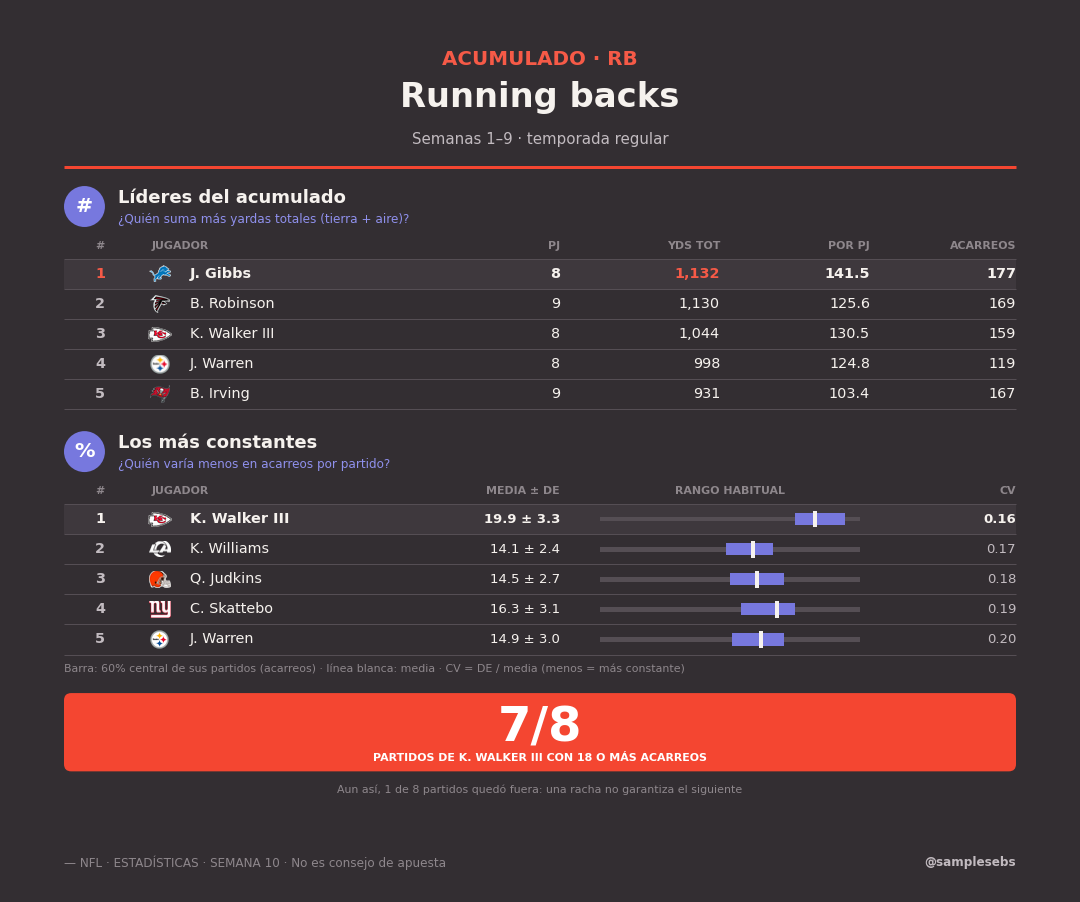 ACUMULADO · RB
Running backs
Semanas 1–9 · temporada regular
# Líderes del acumulado
¿Quién suma más yardas totales (tierra + aire)?
# JUGADOR PJ YDS TOT POR PJ ACARREOS
1 J. Gibbs 8 1,132 141.5 177
2 B. Robinson 9 1,130 125.6 169
3 K. Walker III 8 1,044 130.5 159
4 J. Warren 8 998 124.8 119
5 B. Irving 9 931 103.4 167
% Los más constantes
¿Quién varía menos en acarreos por partido?
# JUGADOR MEDIA ± DE RANGO HABITUAL CV
1 K. Walker III 19.9 ± 3.3 0.16
2 K. Williams 14.1 ± 2.4 0.17
3 Q. Judkins 14.5 ± 2.7 0.18
4 ny C. Skattebo 16.3 ± 3.1 0.19
5 J. Warren 14.9 ± 3.0 0.20
Barra: 60% central de sus partidos (acarreos) · línea blanca: media · CV = DE / media (menos = más constante)
7/8
PARTIDOS DE K. WALKER III CON 18 O MÁS ACARREOS
Aun así, 1 de 8 partidos quedó fuera: una racha no garantiza el siguiente
— NFL · ESTADÍSTICAS · SEMANA 10 · No es consejo de apuesta
@samplesebs